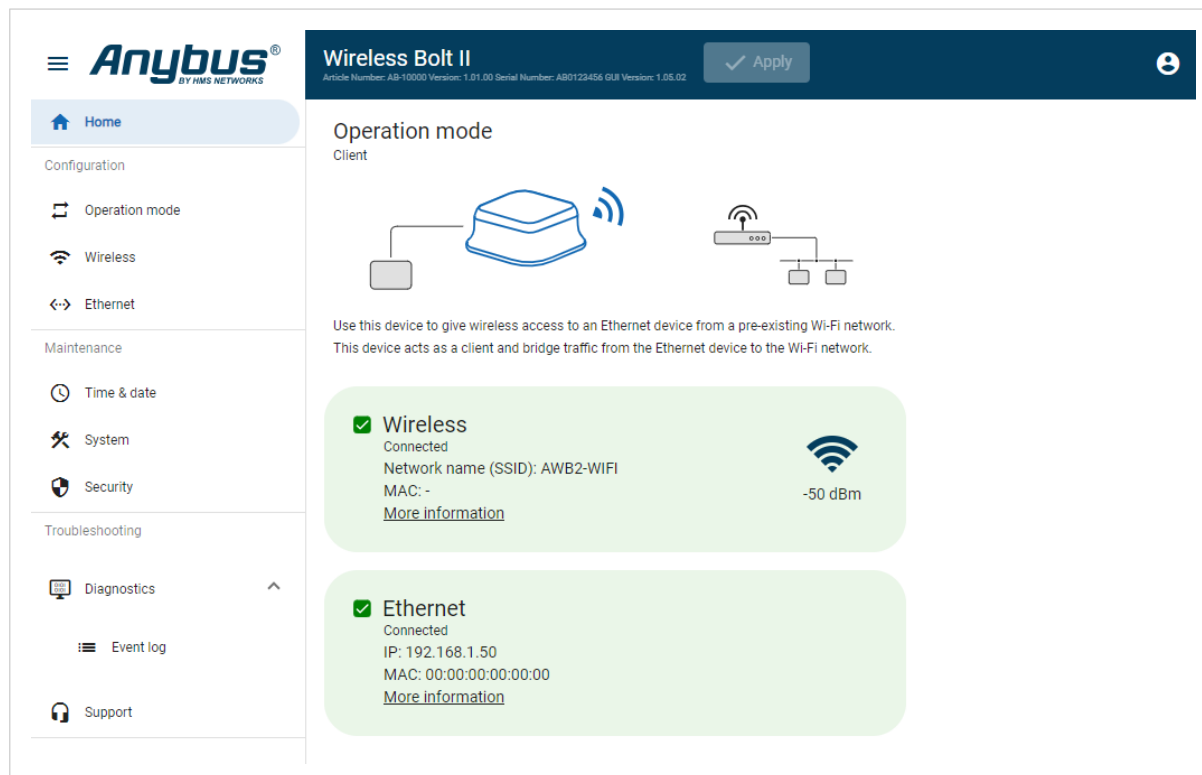 Anybus®
BY HMS NETWORKS
Wireless Bolt II
Article Number: AB-10000 Version: 1.01.00 Serial Number: AB0123456 GUI Version: 1.05.02
Apply
Home
Configuration
Operation mode
Wireless
Ethernet
Maintenance
Time & date
System
Security
Troubleshooting
Diagnostics
Event log
Support
Operation mode
Client
Use this device to give wireless access to an Ethernet device from a pre-existing Wi-Fi network.
This device acts as a client and bridge traffic from the Ethernet device to the Wi-Fi network.
Wireless
Connected
Network name (SSID): AWB2-WIFI
MAC: -
More information
-50 dBm
Ethernet
Connected
IP: 192.168.1.50
MAC: 00:00:00:00:00:00
More information